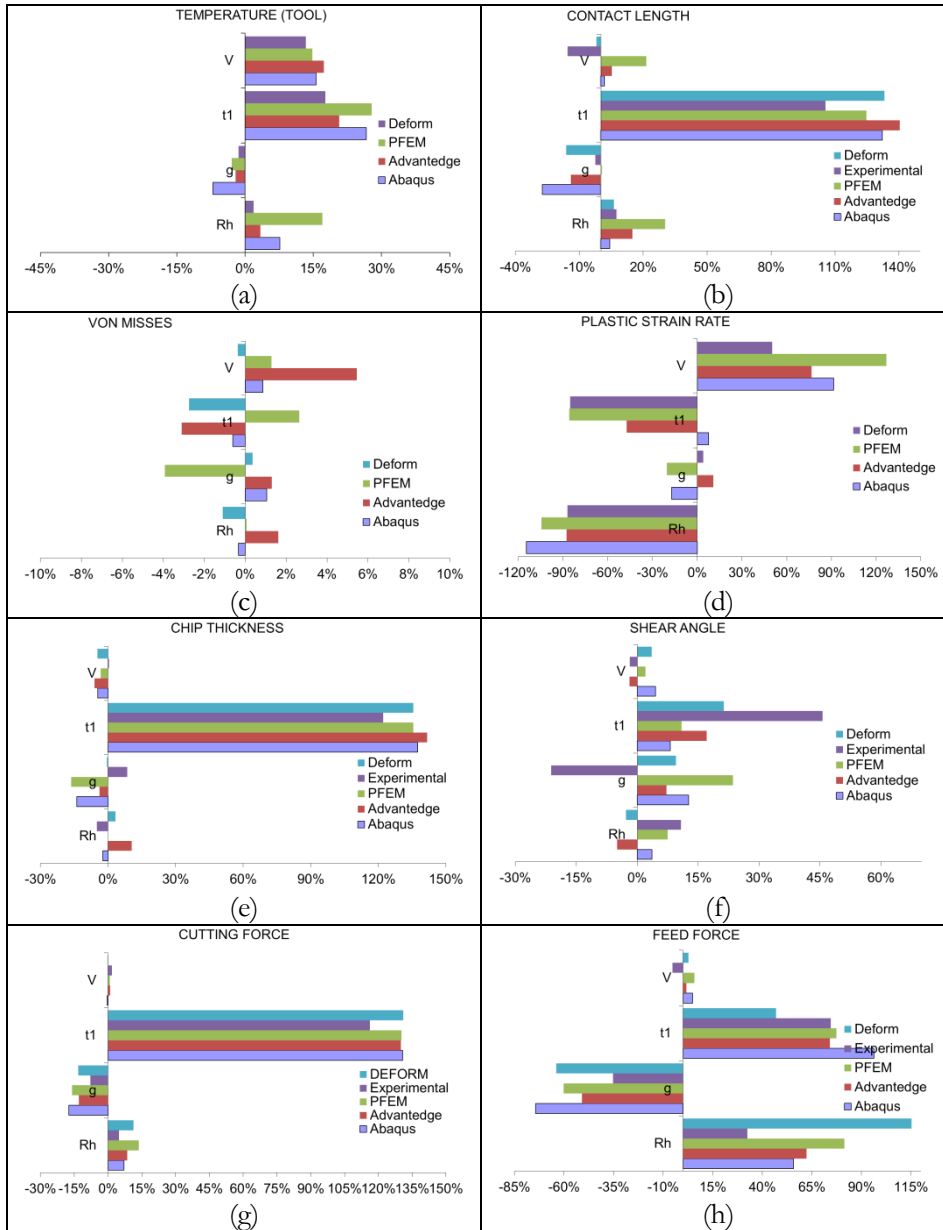 TEMPERATURE (TOOL)
V
t1
g
Rh
Deform
PFEM
Advantedge
Abaqus
-45% -30% -15% 0% 15% 30% 45%
(a)
CONTACT LENGTH
V
t1
g
Rh
Deform
Experimental
PFEM
Advantedge
Abaqus
-40% -10% 20% 50% 80% 110% 140%
(b)
VON MISSES
V
t1
g
Rh
Deform
PFEM
Advantedge
Abaqus
-10% -8% -6% -4% -2% 0% 2% 4% 6% 8% 10%
(c)
PLASTIC STRAIN RATE
V
t1
g
Rh
Deform
PFEM
Advantedge
Abaqus
-120% -90% -60% -30% 0% 30% 60% 90% 120% 150%
(d)
CHIP THICKNESS
V
t1
g
Rh
Deform
Experimental
PFEM
Advantedge
Abaqus
-30% 0% 30% 60% 90% 120% 150%
(e)
SHEAR ANGLE
V
t1
g
Rh
Deform
Experimental
PFEM
Advantedge
Abaqus
-30% -15% 0% 15% 30% 45% 60%
(f)
CUTTING FORCE
V
t1
g
Rh
DEFORM
Experimental
PFEM
Advantedge
Abaqus
-30% -15% 0% 15% 30% 45% 60% 75% 90% 105% 120% 135% 150%
(g)
FEED FORCE
V
t1
g
Rh
Deform
Experimental
PFEM
Advantedge
Abaqus
-85% -60% -35% -10% 15% 40% 65% 90% 115%
(h)